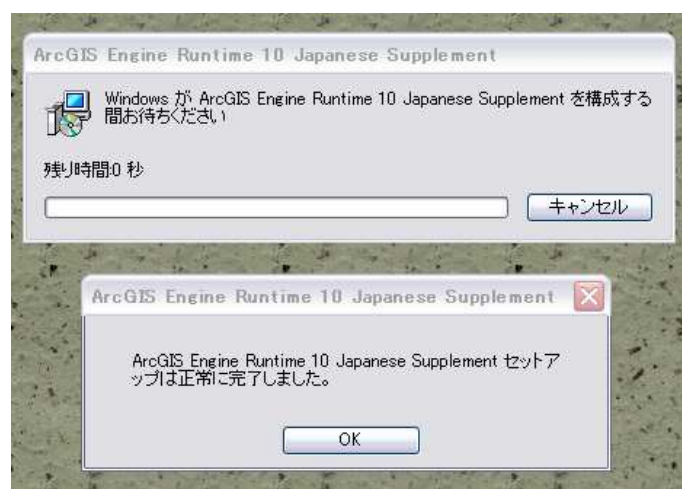 ArcGIS Engine Runtime 10 Japanese Supplement
Windows が ArcGIS Engine Runtime 10 Japanese Supplement を構成する
間お待ちください
残り時間:0 秒
キャンセル
ArcGIS Engine Runtime 10 Japanese Supplement
ArcGIS Engine Runtime 10 Japanese Supplement セットア
ップは正常に完了しました。
OK